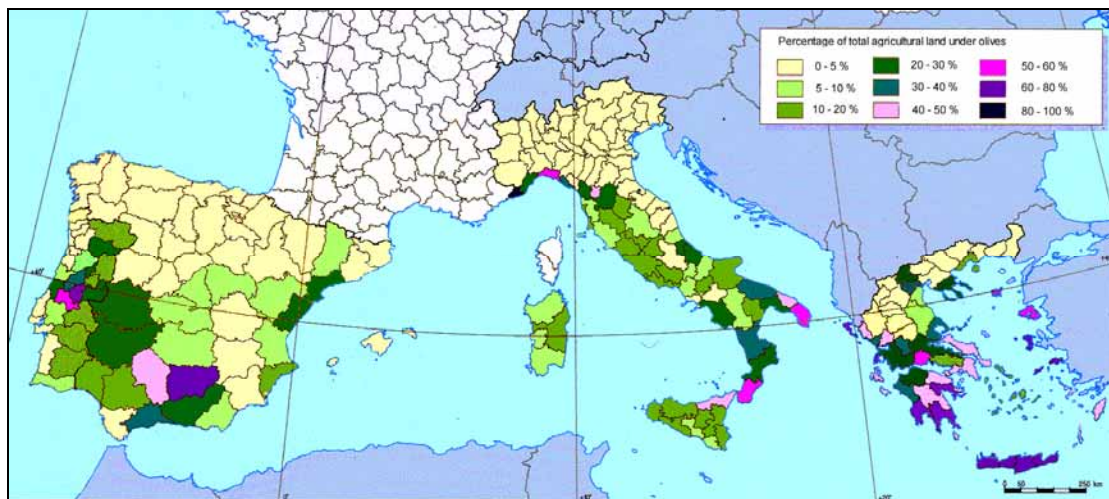 Percentage of total agricultural land under olives
0 - 5 % 20 - 30 % 50 - 60 %
5 - 10 % 30 - 40 % 60 - 80 %
10 - 20 % 40 - 50 % 80 - 100 %
0 50 250 km